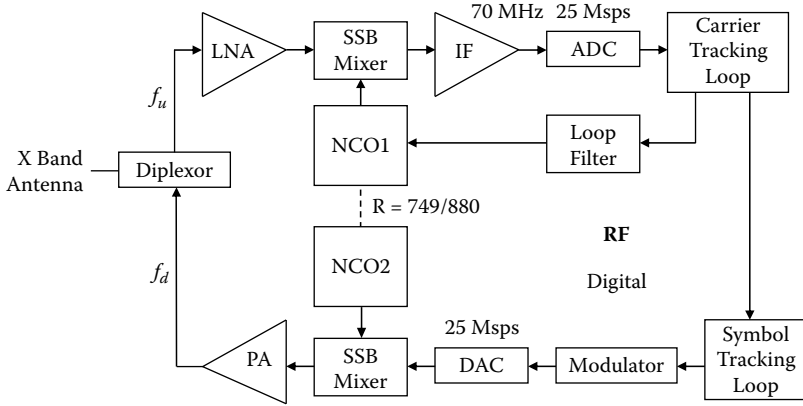 70 MHz 25 Msps
LNA
SSB
Mixer
IF
ADC
Carrier
Tracking
Loop
f_u
NCO1
Loop
Filter
X Band
Antenna
Diplexor
R = 749/880
RF
NCO2
Digital
f_d
25 Msps
PA
SSB
Mixer
DAC
Modulator
Symbol
Tracking
Loop